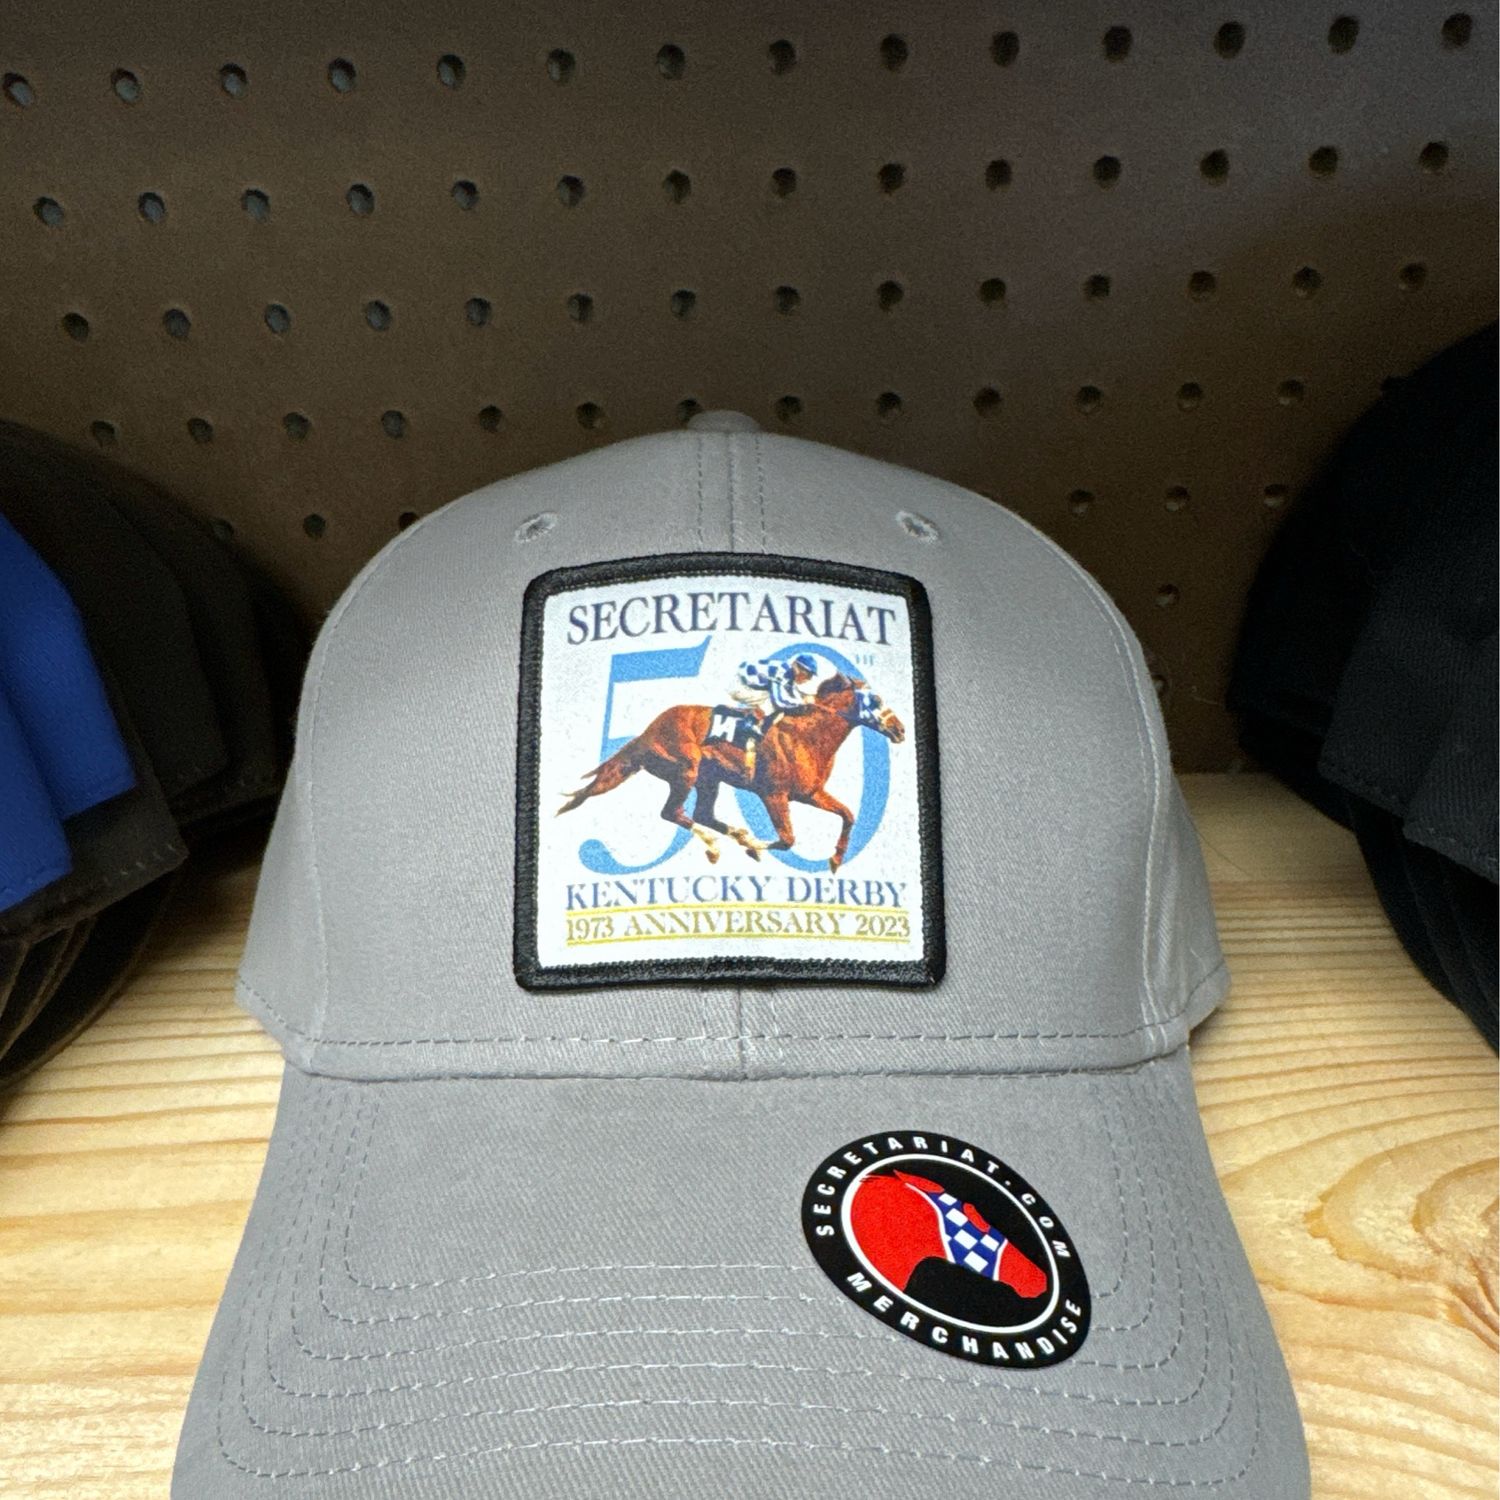 SECRETARIAT
50TH
KENTUCKY DERBY
1973 ANNIVERSARY 2023
SECRETARIAT.COM
MERCHANDISE